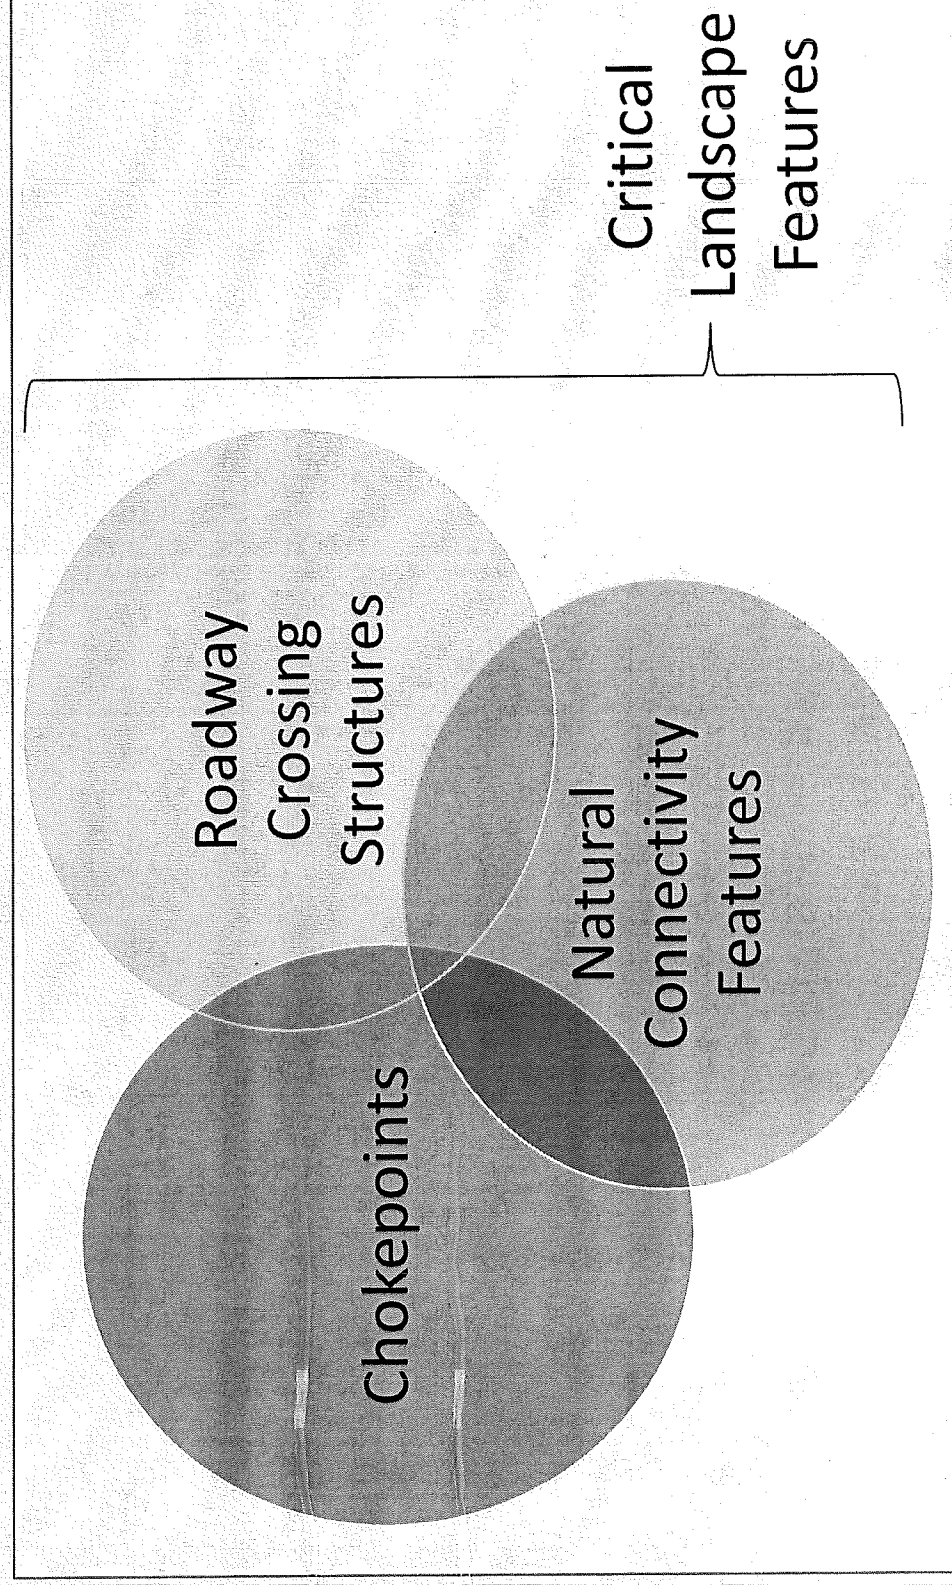 Chokepoints
Roadway
Crossing
Structures
Natural
Connectivity
Features
Critical
Landscape
Features